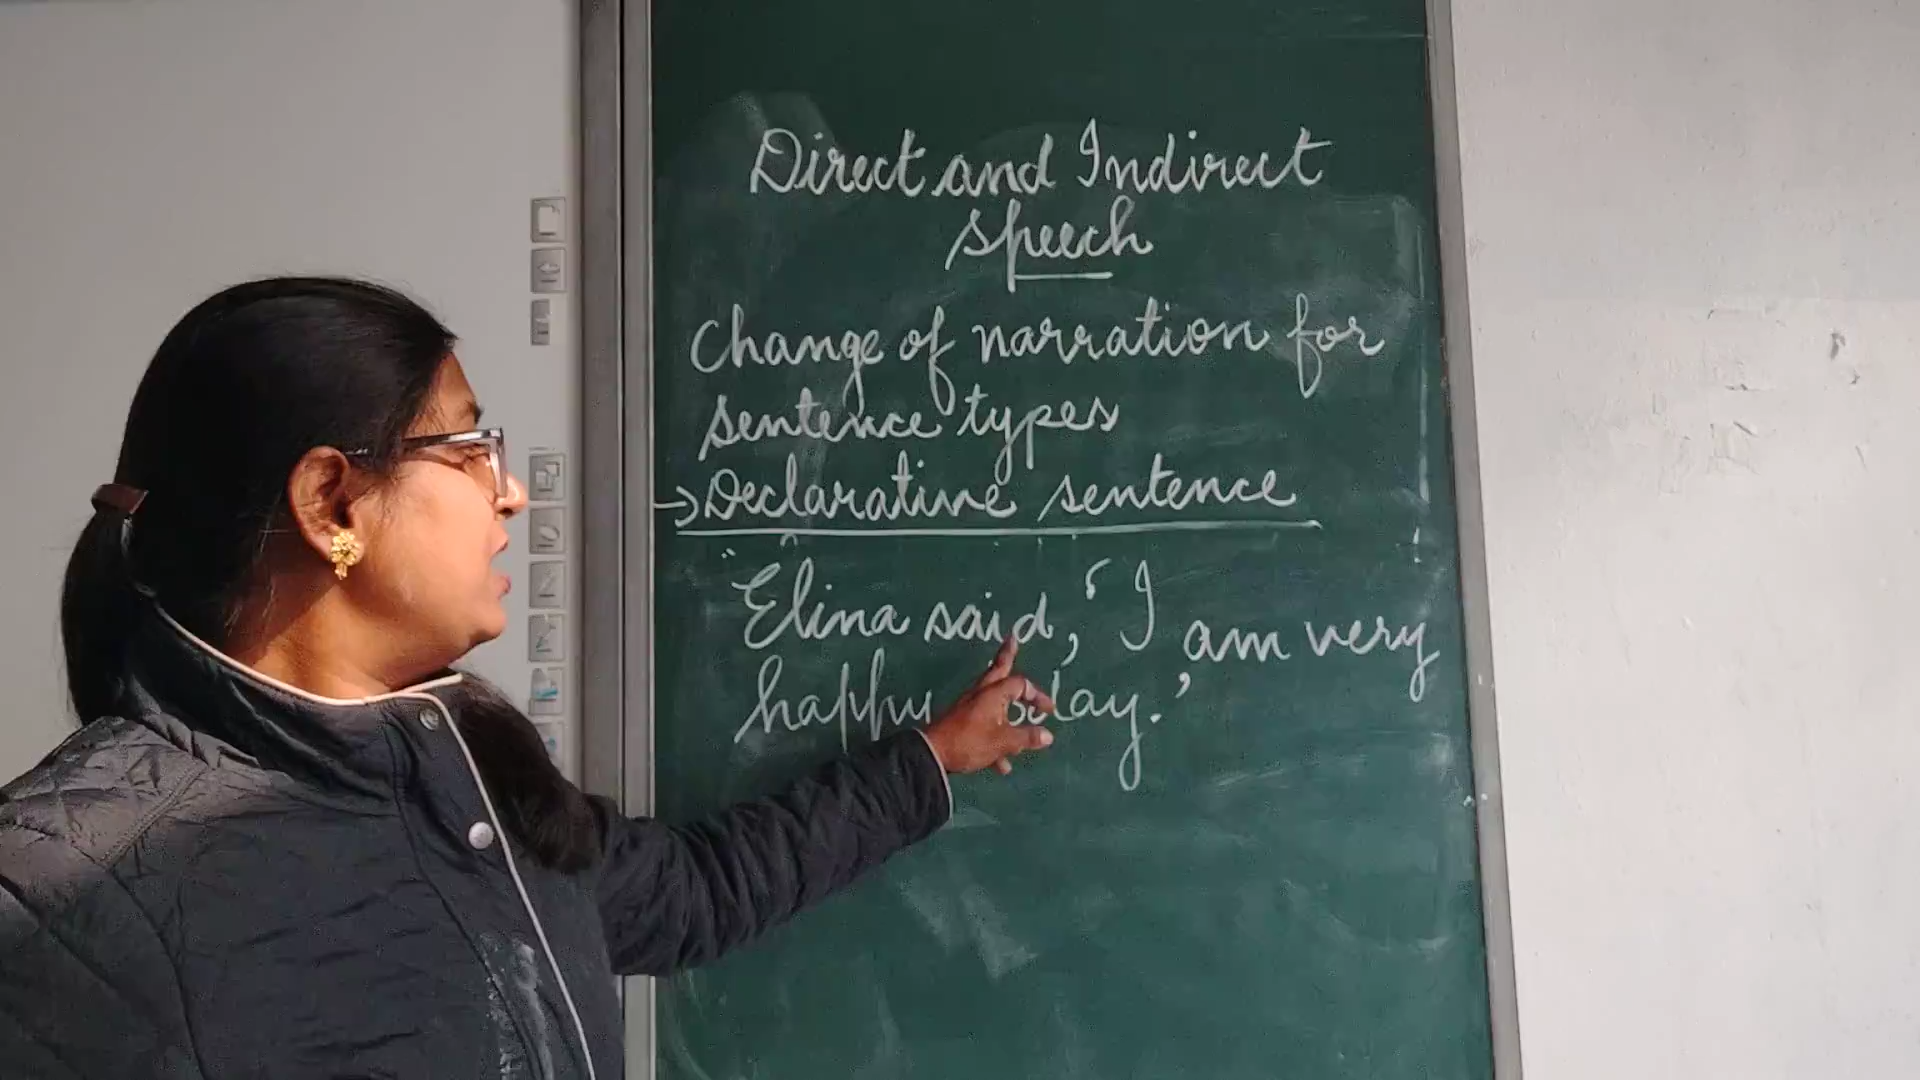 Direct and Indirect
speech
Change of narration for
sentence types
→ Declarative sentence
"Elina said, 'I am very
happy today.'